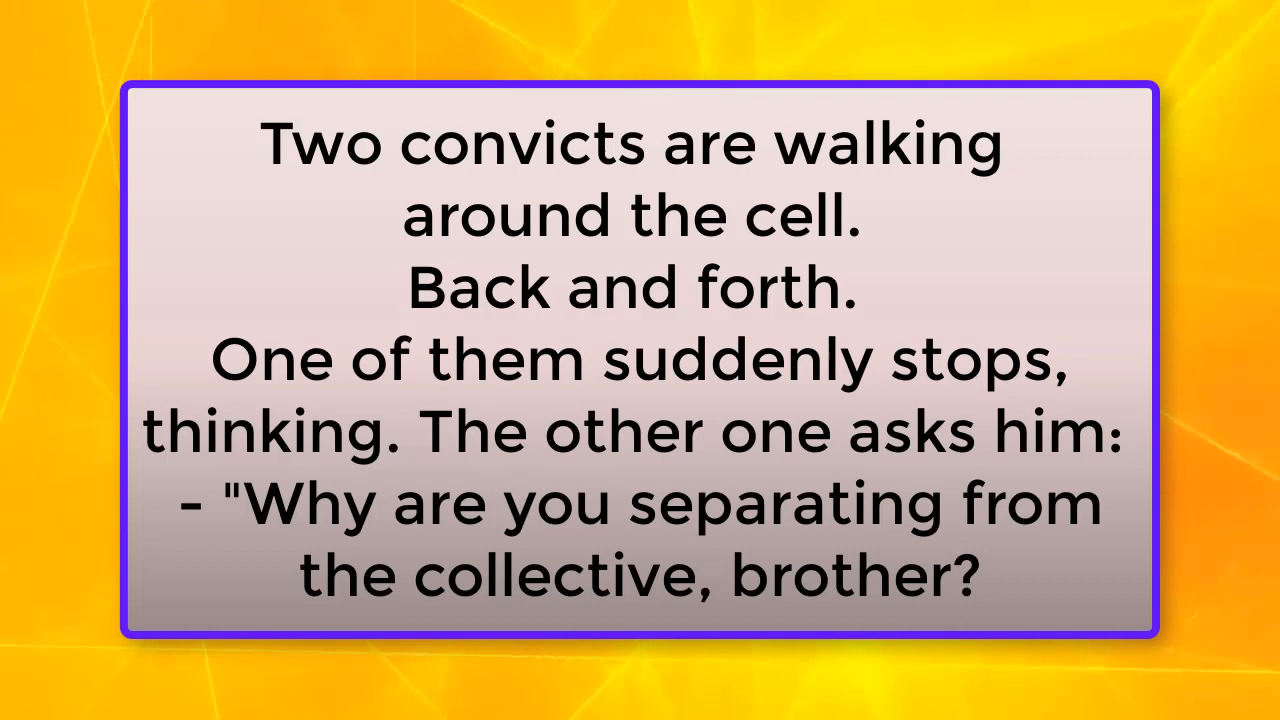 Two convicts are walking
around the cell.
Back and forth.
One of them suddenly stops,
thinking. The other one asks him:
- "Why are you separating from
the collective, brother?